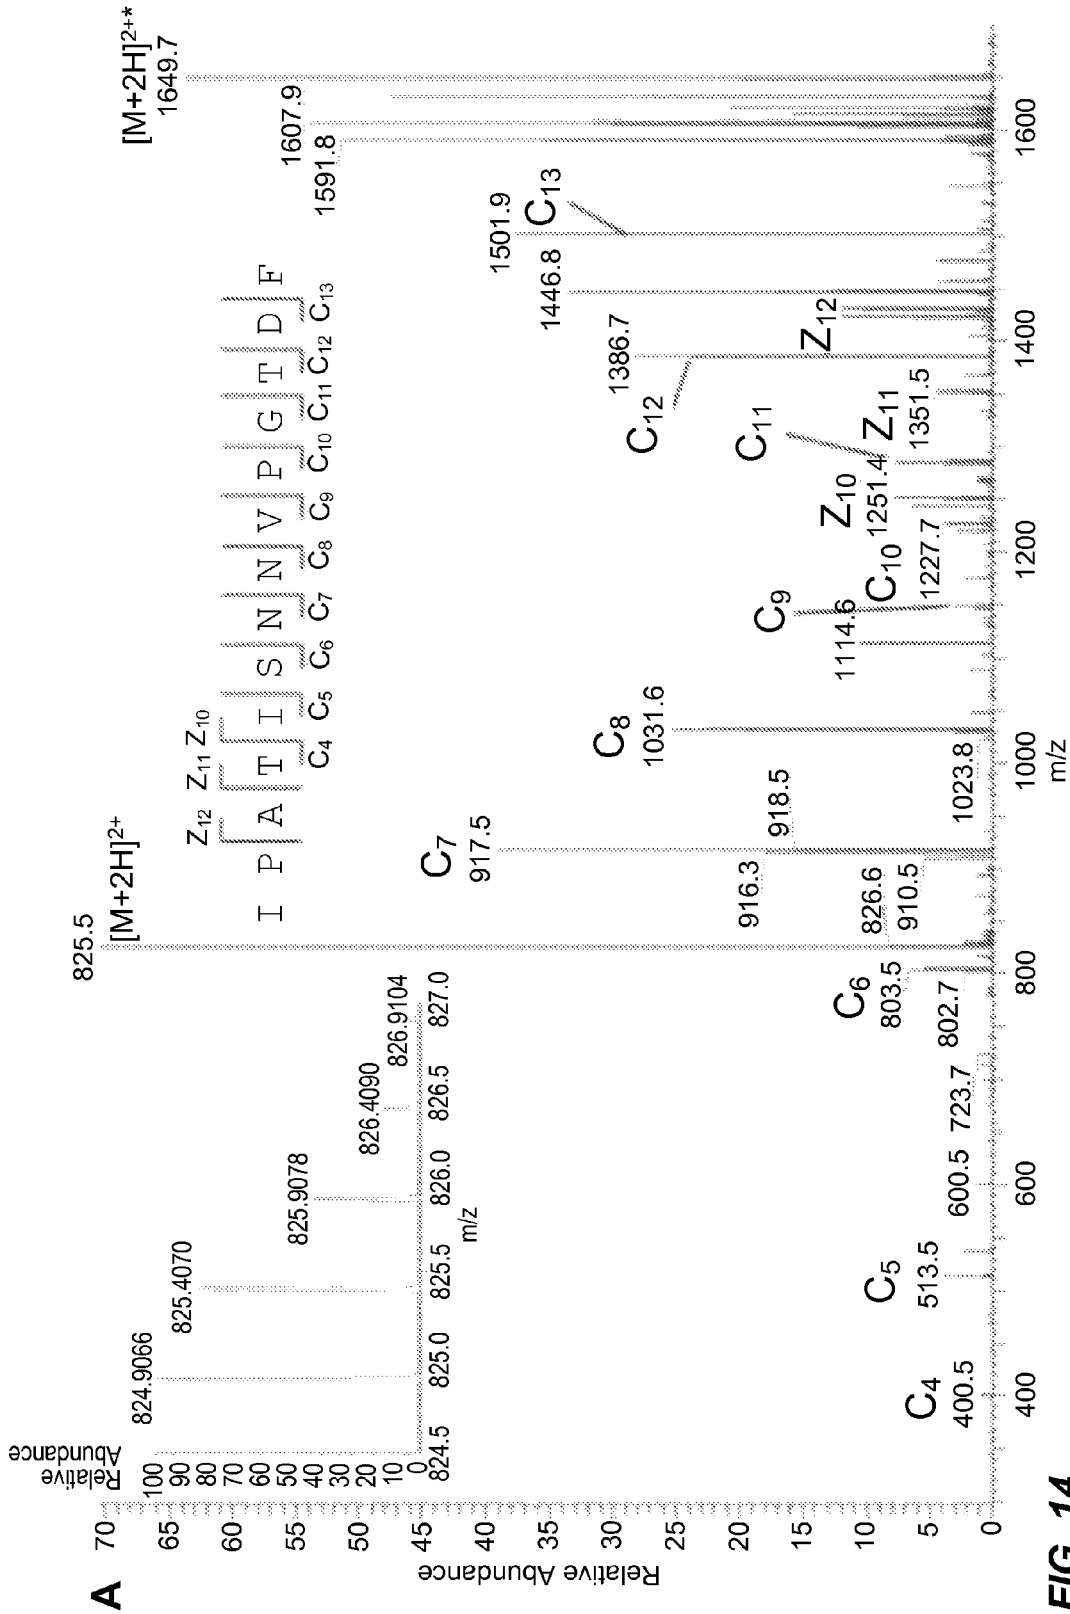 A
[M+2H]²⁺*
1649.7
1607.9
1591.8
[M+2H]²⁺
825.5
Z₁₂ Z₁₁ Z₁₀
I P A T I S N N V P G T D F
C₄ C₅ C₆ C₇ C₈ C₉ C₁₀ C₁₁ C₁₂ C₁₃
Relative
Abundance
100
90
80
70
60
50
40
30
20
10
0
824.9066
825.4070
825.9078
826.4090
826.9104
824.5 825.0 825.5 826.0 826.5 827.0
m/z
Relative Abundance
70
65
60
55
50
45
40
35
30
25
20
15
10
5
0
C₄
400.5
C₅
513.5
600.5
723.7
C₆
803.5
802.7
826.6
910.5
916.3
C₇
917.5
918.5
C₈
1031.6
1023.8
1114.6
C₉
C₁₀
1227.7
Z₁₀
1251.4
C₁₁
Z₁₁
1351.5
C₁₂
1386.7
Z₁₂
1446.8
1501.9
C₁₃
400 600 800 1000 1200 1400 1600
m/z
FIG. 14